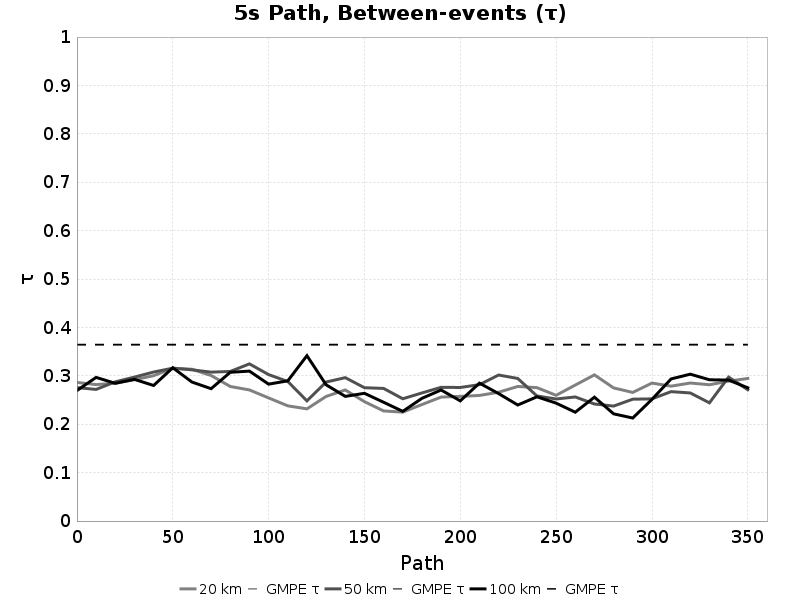 5s Path, Between-events (τ)
1
0.9
0.8
0.7
0.6
τ
0.5
0.4
0.3
0.2
0.1
0
0 50 100 150 200 250 300 350
Path
20 km GMPE τ 50 km GMPE τ 100 km GMPE τ